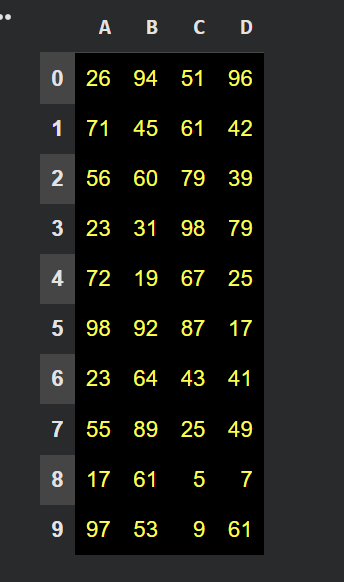 A B C D
0 26 94 51 96
1 71 45 61 42
2 56 60 79 39
3 23 31 98 79
4 72 19 67 25
5 98 92 87 17
6 23 64 43 41
7 55 89 25 49
8 17 61 5 7
9 97 53 9 61